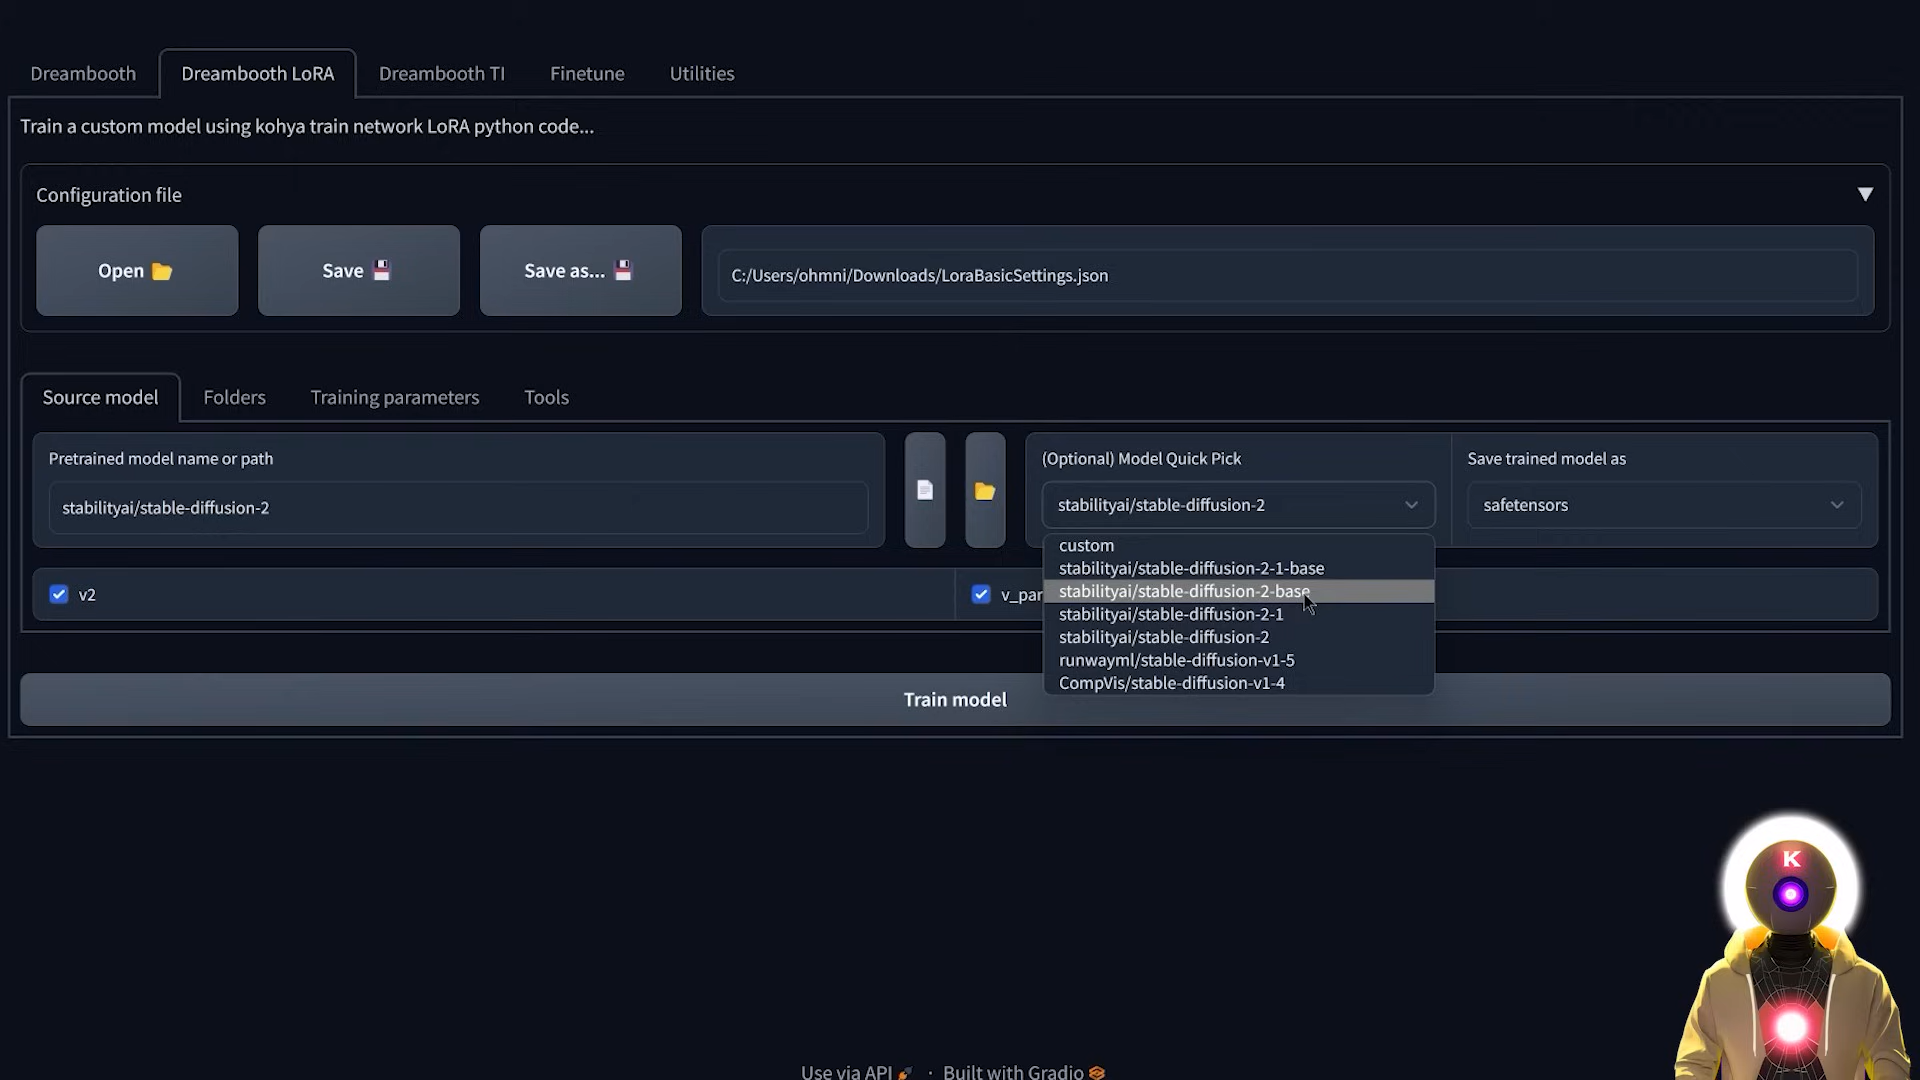 Dreambooth
Dreambooth LoRA
Dreambooth TI
Finetune
Utilities
Train a custom model using kohya train network LoRA python code...
Configuration file
▼
Open 📂
Save 💾
Save as... 💾
C:/Users/ohmni/Downloads/LoraBasicSettings.json
Source model
Folders
Training parameters
Tools
Pretrained model name or path
stabilityai/stable-diffusion-2
(Optional) Model Quick Pick
stabilityai/stable-diffusion-2
Save trained model as
safetensors
custom
stabilityai/stable-diffusion-2-1-base
stabilityai/stable-diffusion-2-base
stabilityai/stable-diffusion-2-1
stabilityai/stable-diffusion-2
runwayml/stable-diffusion-v1-5
CompVis/stable-diffusion-v1-4
v2
v_par
Train model
K
Use via API 🚀 · Built with Gradio